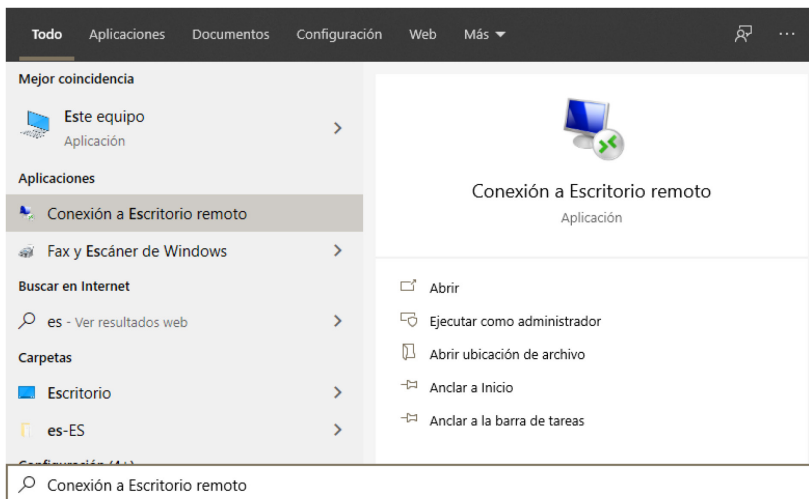 Todo Aplicaciones Documentos Configuración Web Más
Mejor coincidencia
Este equipo
Aplicación
Aplicaciones
Conexión a Escritorio remoto
Fax y Escáner de Windows
Buscar en Internet
es - Ver resultados web
Carpetas
Escritorio
es-ES
Configuración (4+)
Conexión a Escritorio remoto
Aplicación
Abrir
Ejecutar como administrador
Abrir ubicación de archivo
Anclar a Inicio
Anclar a la barra de tareas
Conexión a Escritorio remoto